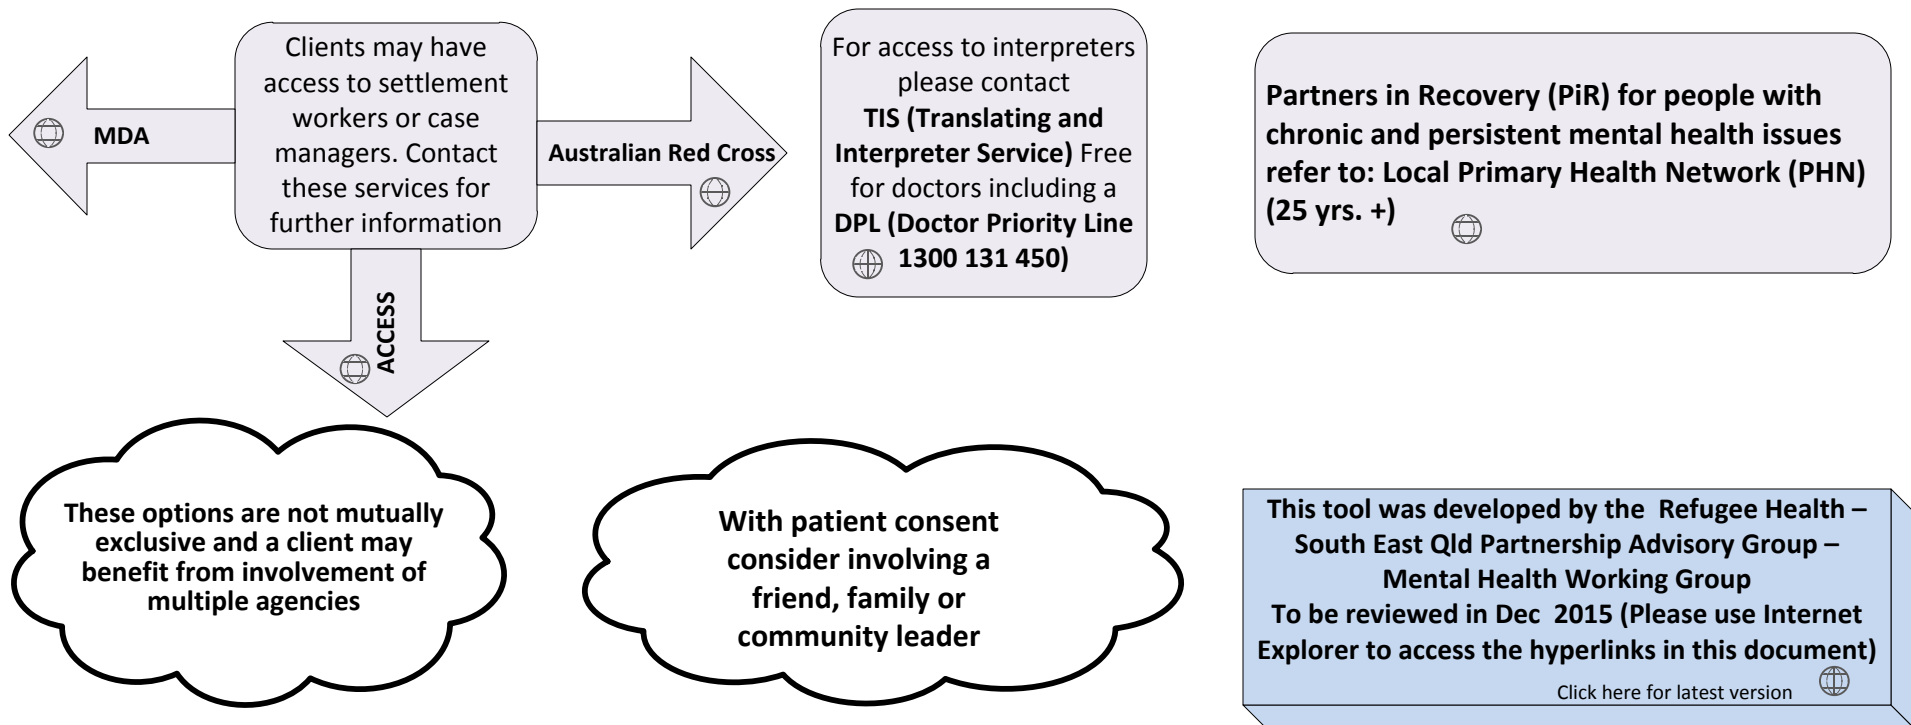 MDA
Clients may have
access to settlement
workers or case
managers. Contact
these services for
further information
Australian Red Cross
ACCESS
For access to interpreters
please contact
TIS (Translating and
Interpreter Service) Free
for doctors including a
DPL (Doctor Priority Line
1300 131 450)
Partners in Recovery (PiR) for people with
chronic and persistent mental health issues
refer to: Local Primary Health Network (PHN)
(25 yrs. +)
These options are not mutually
exclusive and a client may
benefit from involvement of
multiple agencies
With patient consent
consider involving a
friend, family or
community leader
This tool was developed by the Refugee Health –
South East Qld Partnership Advisory Group –
Mental Health Working Group
To be reviewed in Dec 2015 (Please use Internet
Explorer to access the hyperlinks in this document)
Click here for latest version